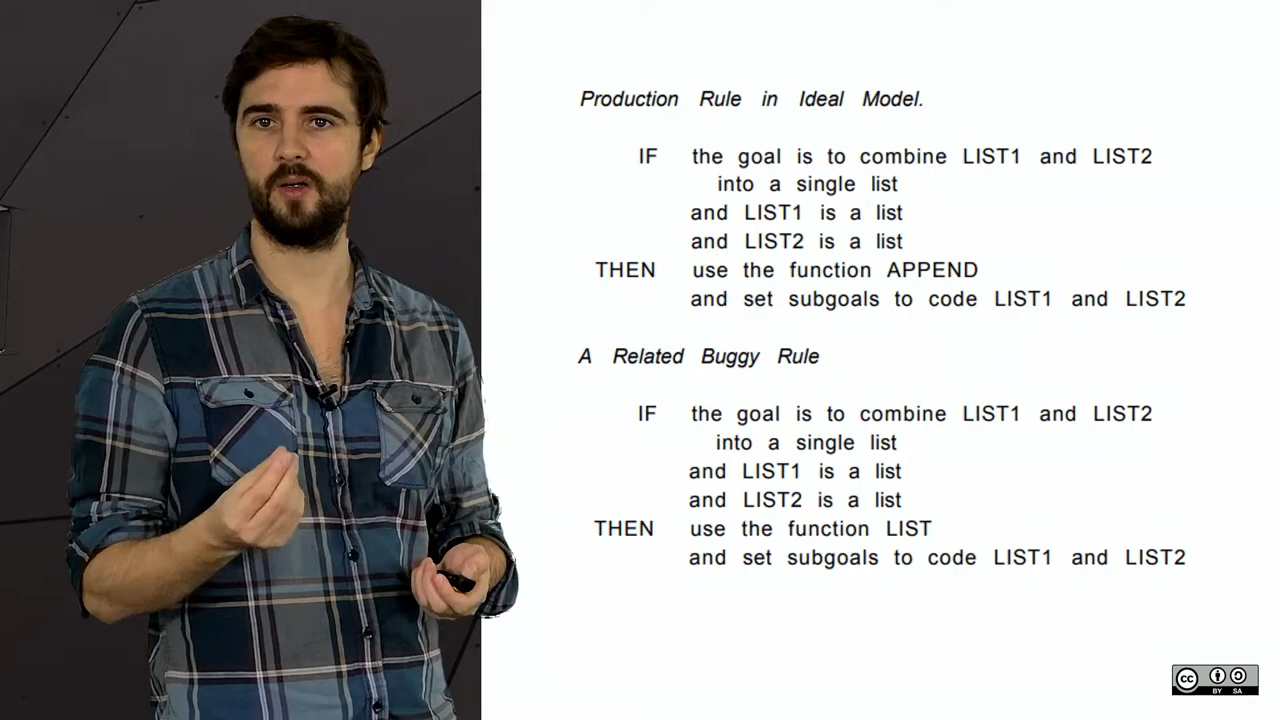 Production Rule in Ideal Model.
IF the goal is to combine LIST1 and LIST2
into a single list
and LIST1 is a list
and LIST2 is a list
THEN use the function APPEND
and set subgoals to code LIST1 and LIST2
A Related Buggy Rule
IF the goal is to combine LIST1 and LIST2
into a single list
and LIST1 is a list
and LIST2 is a list
THEN use the function LIST
and set subgoals to code LIST1 and LIST2
cc
BY SA